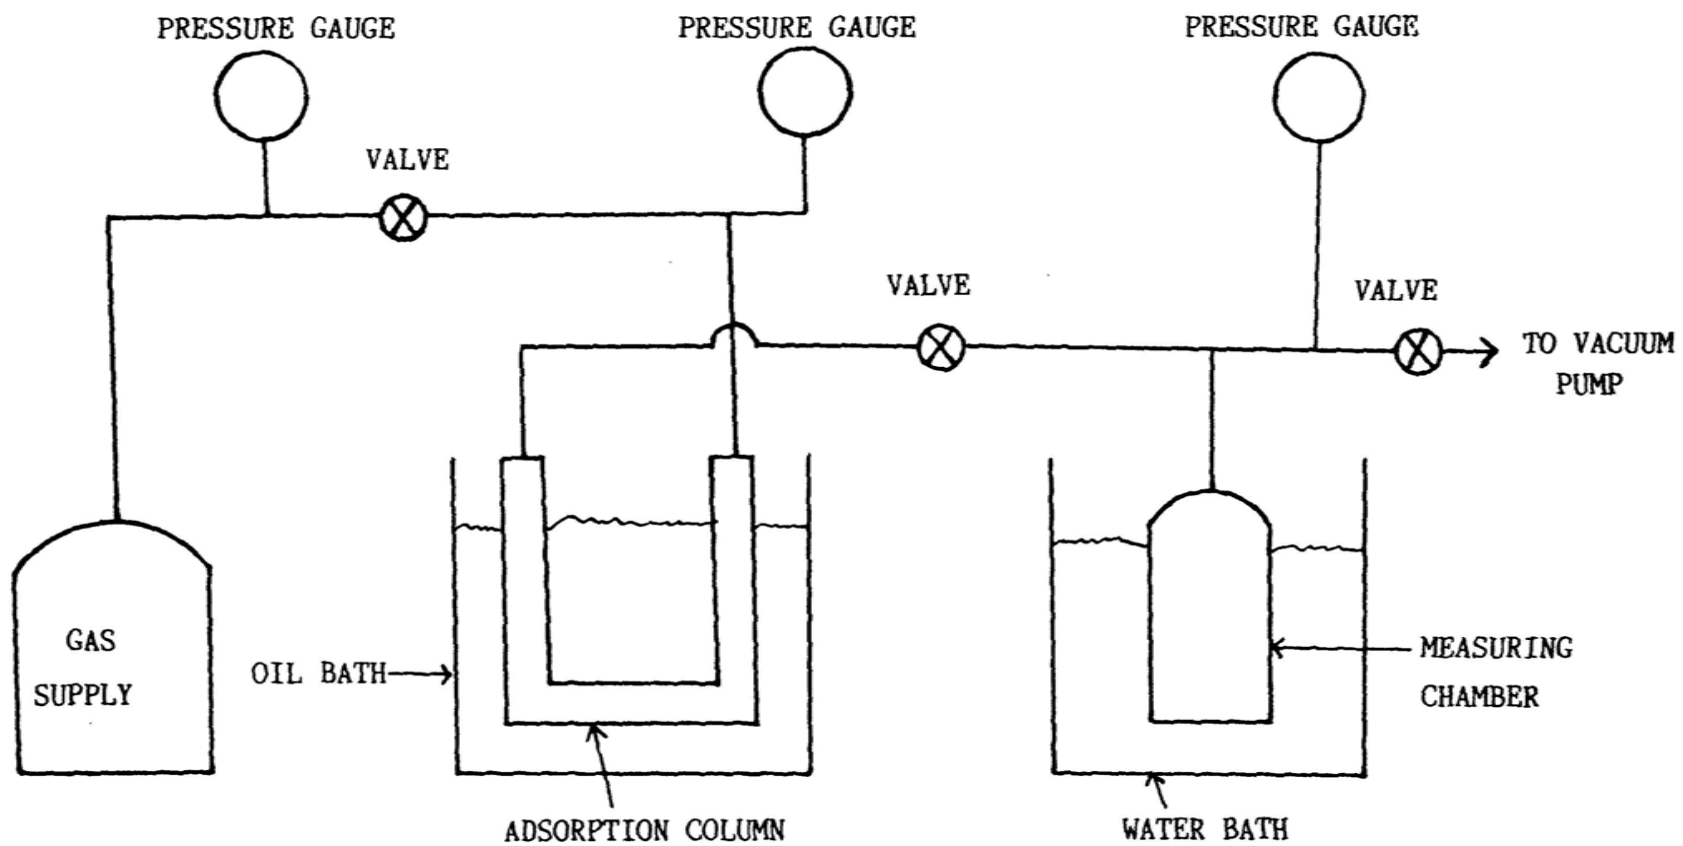 PRESSURE GAUGE
PRESSURE GAUGE
PRESSURE GAUGE
VALVE
VALVE
VALVE
TO VACUUM
PUMP
GAS
SUPPLY
OIL BATH
MEASURING
CHAMBER
ADSORPTION COLUMN
WATER BATH